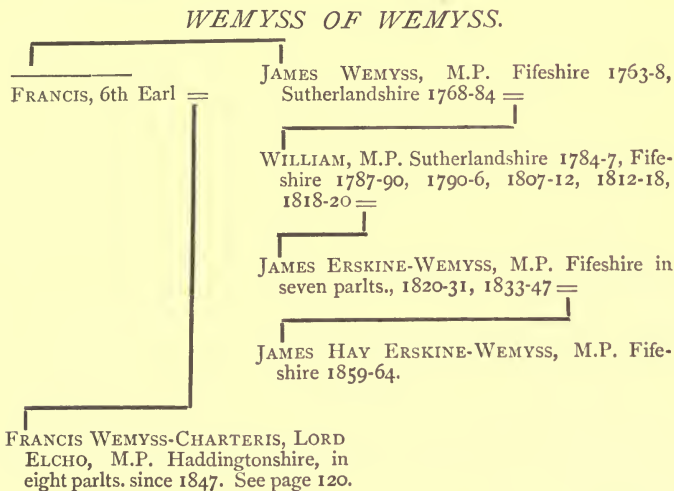 WEMYSS OF WEMYSS.
FRANCIS, 6th Earl =
JAMES WEMYSS, M.P. Fifeshire 1763-8,
Sutherlandshire 1768-84 =
WILLIAM, M.P. Sutherlandshire 1784-7, Fife-
shire 1787-90, 1790-6, 1807-12, 1812-18,
1818-20 =
JAMES ERSKINE-WEMYSS, M.P. Fifeshire in
seven parlts., 1820-31, 1833-47 =
JAMES HAY ERSKINE-WEMYSS, M.P. Fife-
shire 1859-64.
FRANCIS WEMYSS-CHARTERIS, LORD
ELCHO, M.P. Haddingtonshire, in
eight parlts. since 1847. See page 120.